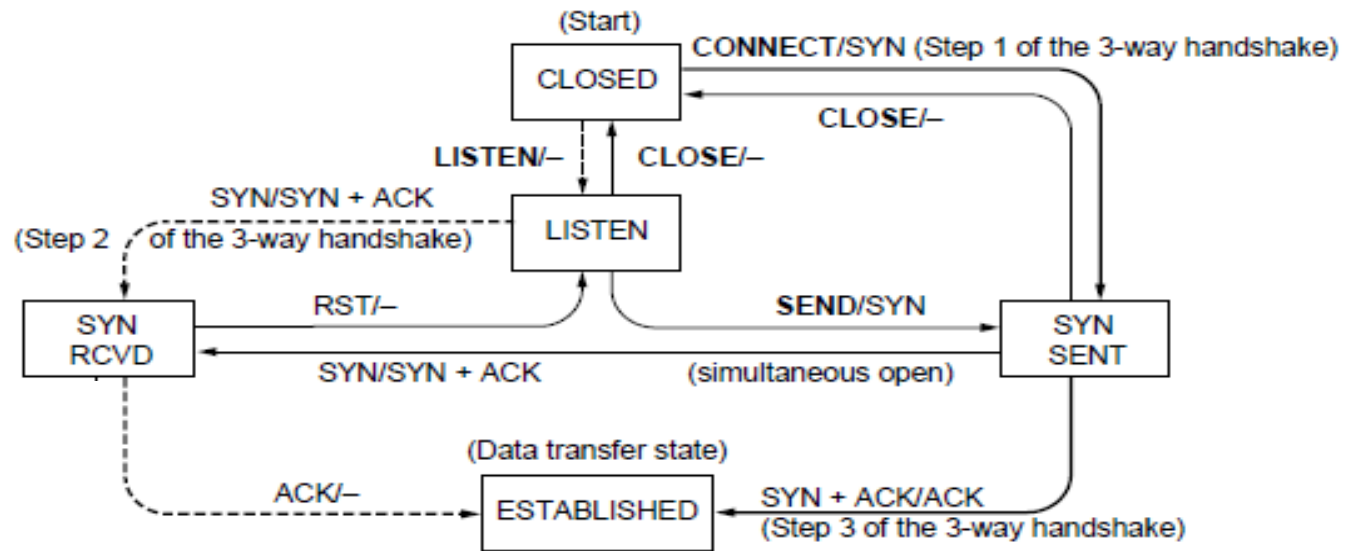 (Start)
CONNECT/SYN (Step 1 of the 3-way handshake)
CLOSED
CLOSE/–
LISTEN/–
CLOSE/–
SYN/SYN + ACK
(Step 2 of the 3-way handshake)
LISTEN
RST/–
SEND/SYN
SYN
RCVD
SYN
SENT
SYN/SYN + ACK
(simultaneous open)
(Data transfer state)
ACK/–
ESTABLISHED
SYN + ACK/ACK
(Step 3 of the 3-way handshake)